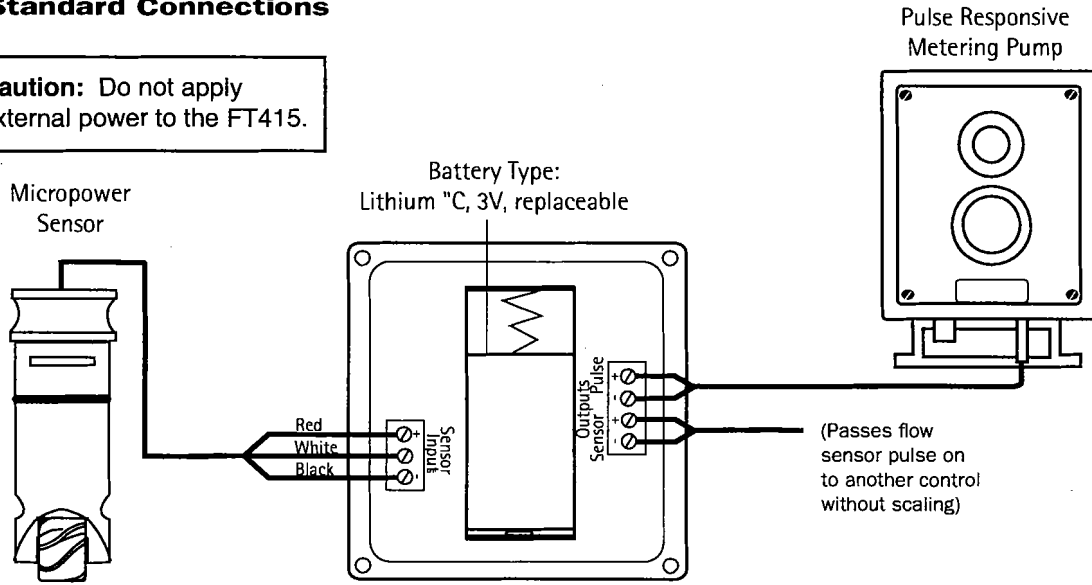 Standard Connections
Pulse Responsive
Metering Pump
aution: Do not apply
xternal power to the FT415.
Battery Type:
Lithium "C, 3V, replaceable
Micropower
Sensor
Red
White
Black
+
-
Sensor
Input
Outputs
Sensor Pulse
+
-
+
-
(Passes flow
sensor pulse on
to another control
without scaling)